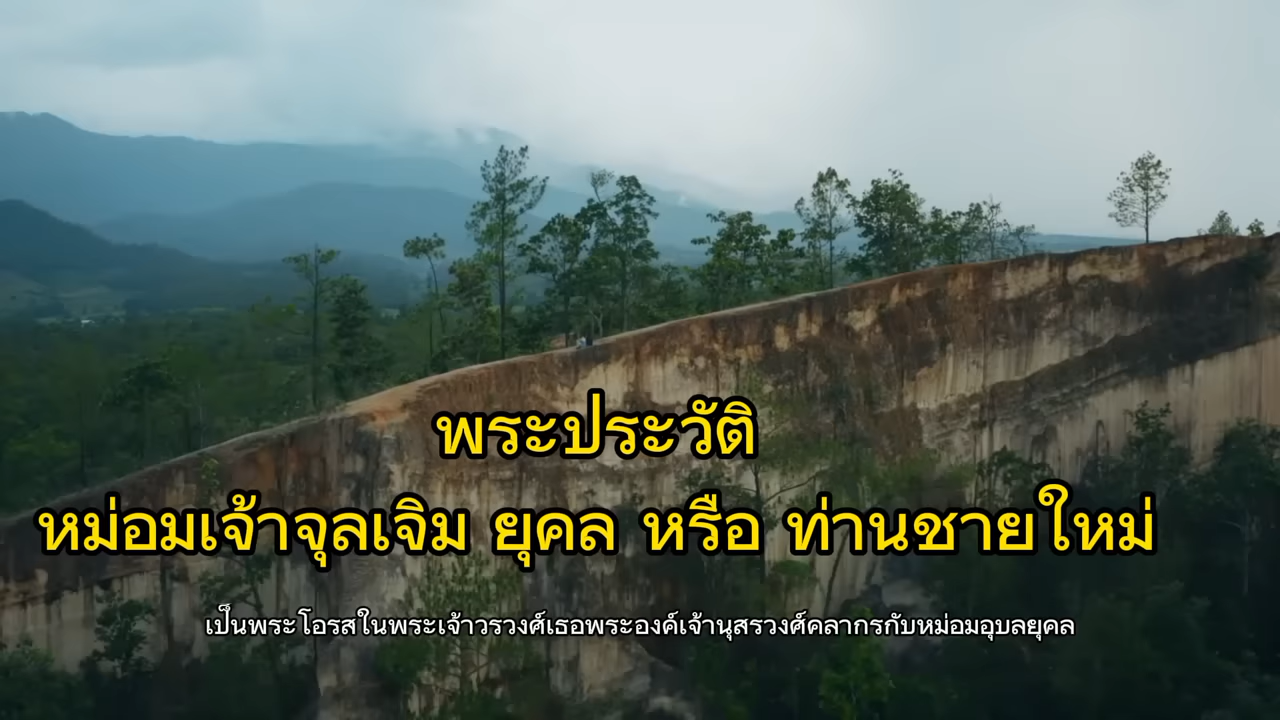 พระประวัติ
หม่อมเจ้าจุลเจิม ยุคล หรือ ท่านชายใหม่
เป็นพระโอรสในพระเจ้าวรวงศ์เธอพระองค์เจ้านุสรวงศ์คลากรกับหม่อมอุบลยุคล